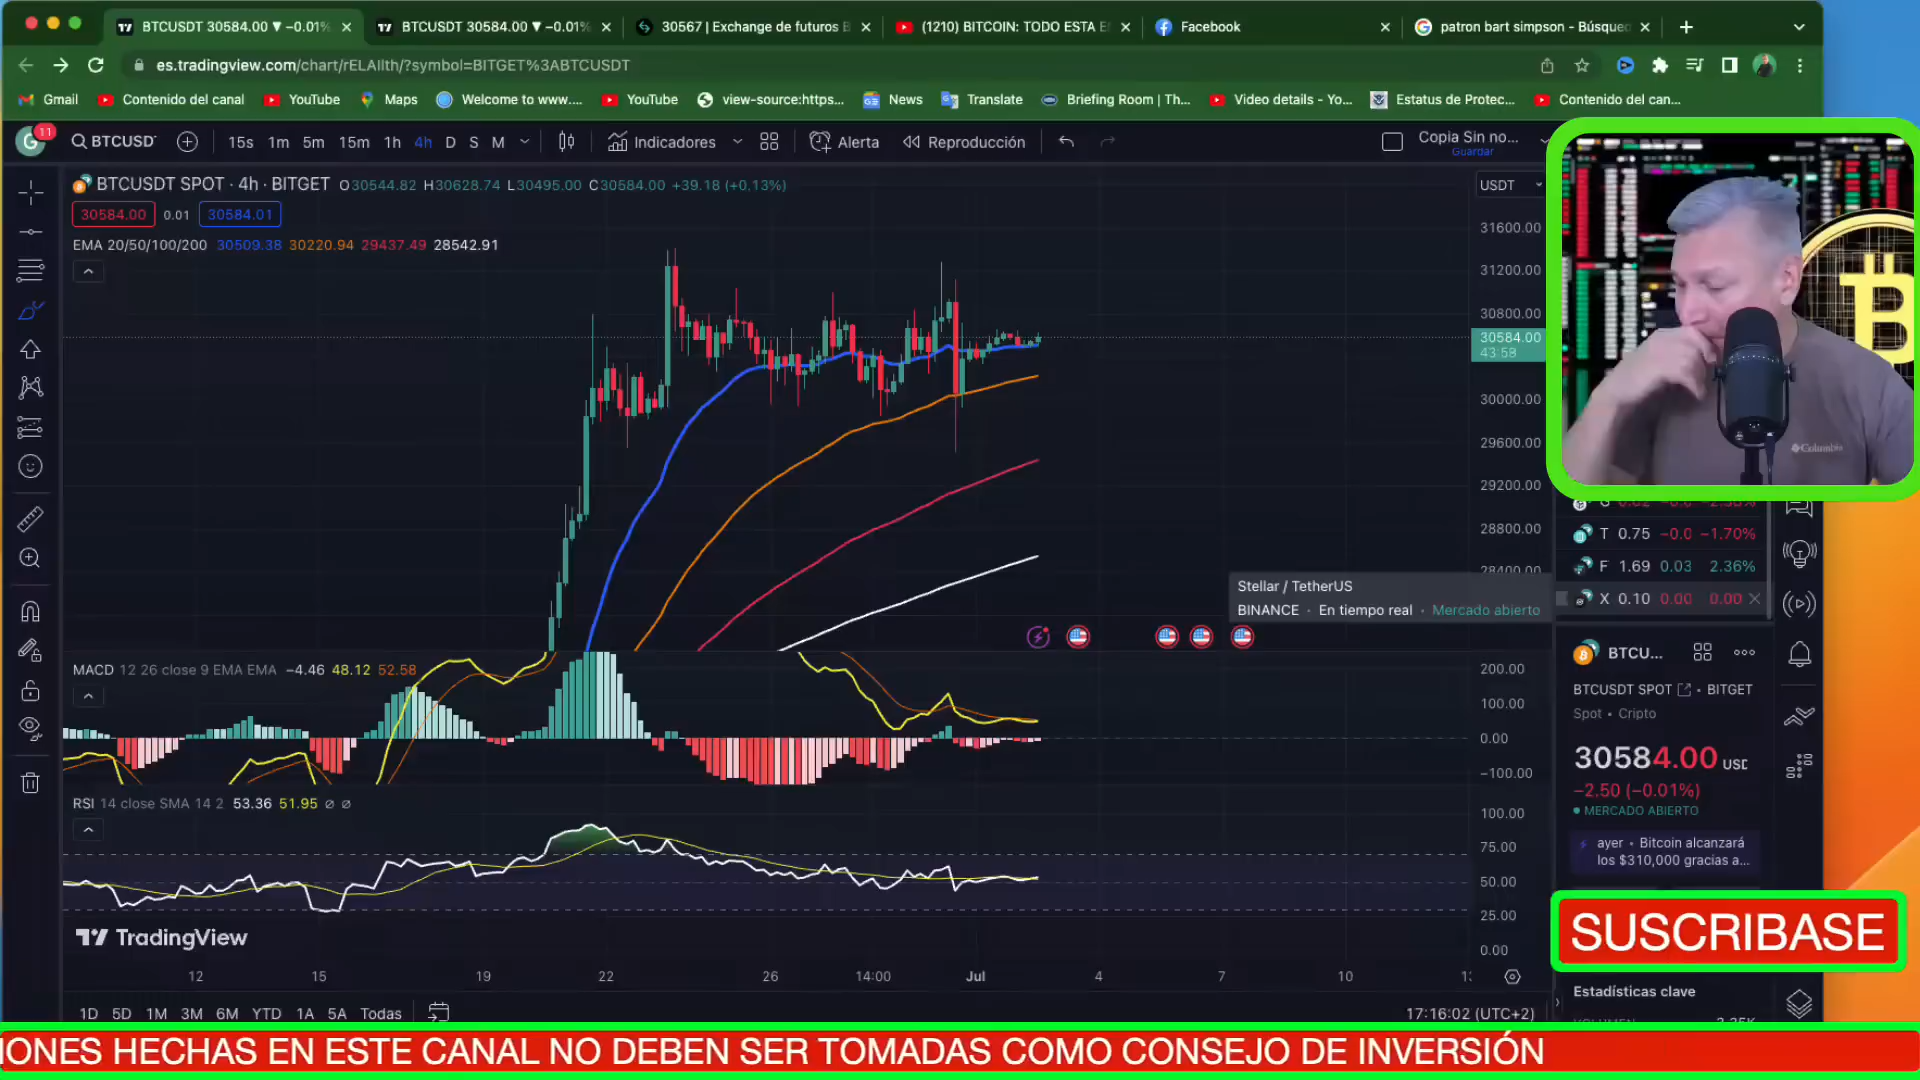 BTCUSDT 30584.00 ▼ −0.01%
BTCUSDT 30584.00 ▼ −0.01%
30567 | Exchange de futuros B
(1210) BITCOIN: TODO ESTA E
Facebook
patron bart simpson - Búsque
es.tradingview.com/chart/rELAIlth/?symbol=BITGET%3ABTCUSDT
Gmail
Contenido del canal
YouTube
Maps
Welcome to www....
YouTube
view-source:https...
News
Translate
Briefing Room | Th...
Video details - Yo...
Estatus de Protec...
Contenido del can...
G
11
BTCUSD
15s 1m 5m 15m 1h 4h D S M
Indicadores
Alerta
Reproducción
Copia Sin no...
Guardar
BTCUSDT SPOT · 4h · BITGET O30544.82 H30628.74 L30495.00 C30584.00 +39.18 (+0.13%)
30584.00 0.01 30584.01
EMA 20/50/100/200 30509.38 30220.94 29437.49 28542.91
USDT
31600.00
31200.00
30800.00
30584.00
43:58
30000.00
29600.00
29200.00
28800.00
28400.00
Columbia
T 0.75 −0.0 −1.70%
F 1.69 0.03 2.36%
X 0.10 0.00 0.00
Stellar / TetherUS
BINANCE · En tiempo real · Mercado abierto
MACD 12 26 close 9 EMA EMA −4.46 48.12 52.58
200.00
100.00
0.00
−100.00
RSI 14 close SMA 14 2 53.36 51.95 ∅ ∅
100.00
75.00
50.00
25.00
0.00
BTCU...
BTCUSDT SPOT • BITGET
Spot • Cripto
30584.00
−2.50 (−0.01%)
MERCADO ABIERTO
ayer • Bitcoin alcanzará
los $310,000 gracias a...
SUSCRIBASE
Estadísticas clave
TradingView
12 15 19 22 26 14:00 Jul 4 7 10
1D 5D 1M 3M 6M YTD 1A 5A Todas
17:16:02 (UTC+2)
IONES HECHAS EN ESTE CANAL NO DEBEN SER TOMADAS COMO CONSEJO DE INVERSIÓN